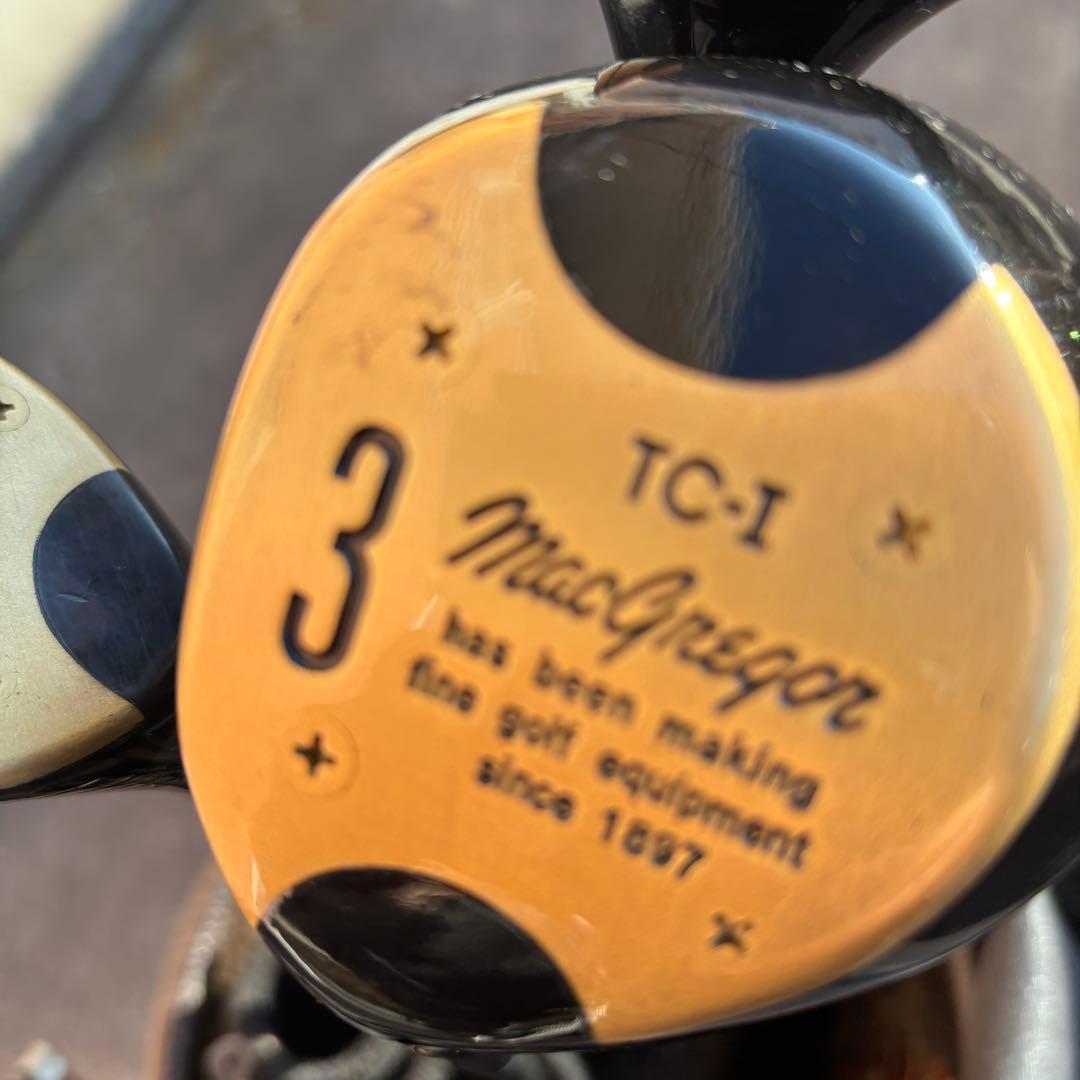 3
TC-I
MacGregor
has been making
fine golf equipment
since 1897